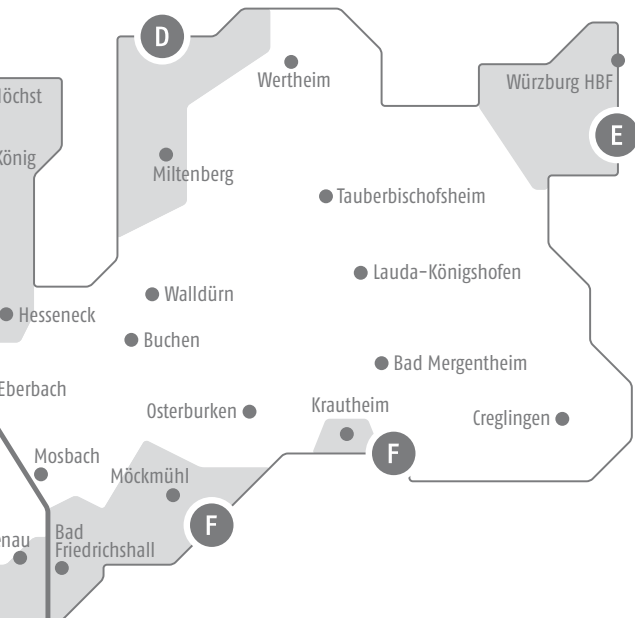 D
Wertheim
Würzburg HBF
E
Miltenberg
Tauberbischofsheim
Lauda-Königshofen
Walldürn
Hesseneck
Buchen
Bad Mergentheim
Eberbach
Krautheim
Osterburken
Creglingen
F
Mosbach
Möckmühl
F
Bad
Friedrichshall
König